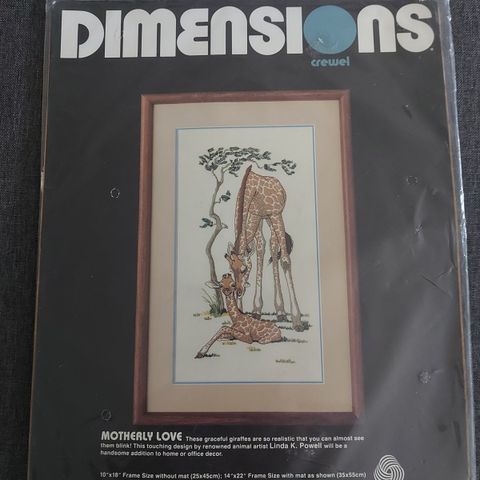 DIMENSIONS
crewel
MOTHERLY LOVE These graceful giraffes are so realistic that you can almost see
them blink! This touching design by renowned animal artist Linda K. Powell will be a
handsome addition to home or office decor.
10"x18" Frame Size without mat (25x45cm); 14"x22" Frame Size with mat as shown (35x55cm)